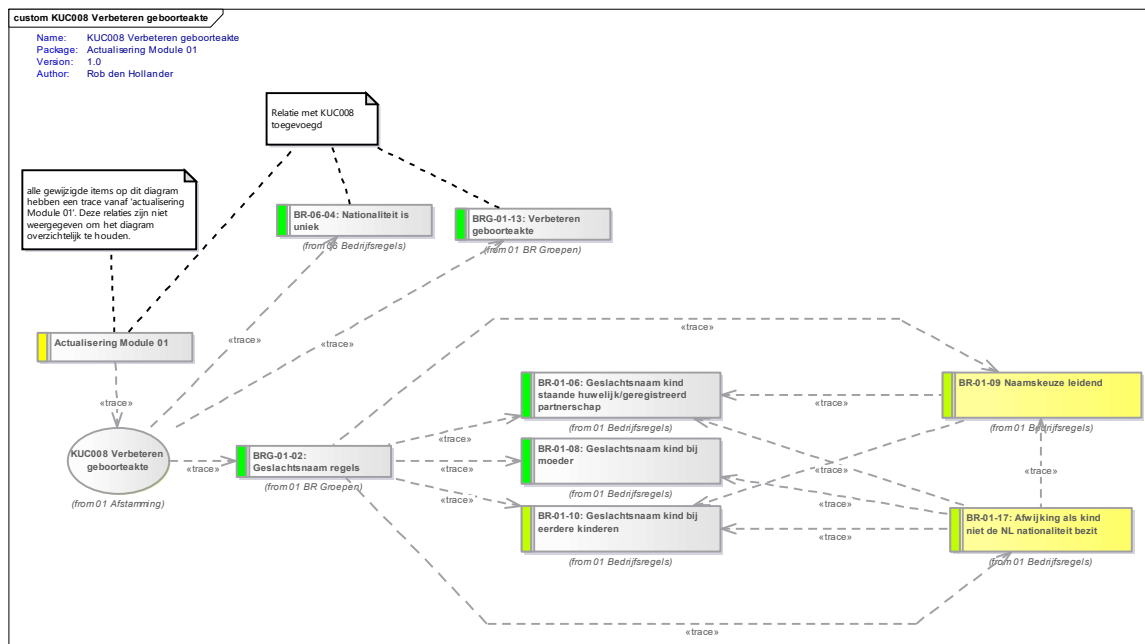 custom KUC008 Verbeteren geboorteakte
Name: KUC008 Verbeteren geboorteakte
Package: Actualisering Module 01
Version: 1.0
Author: Rob den Hollander
Relatie met KUC008
toegevoegd
alle gewijzigde items op dit diagram
hebben een trace vanaf 'actualisering
Module 01'. Deze relaties zijn niet
weergegeven om het diagram
overzichtelijk te houden.
BR-06-04: Nationaliteit is
uniek
(from 06 Bedrijfsregels)
BRG-01-13: Verbeteren
geboorteakte
(from 01 BR Groepen)
Actualisering Module 01
«trace»
«trace»
«trace»
«trace»
BR-01-06: Geslachtsnaam kind
staande huwelijk/geregistreerd
partnerschap
(from 01 Bedrijfsregels)
BR-01-09 Naamskeuze leidend
(from 01 Bedrijfsregels)
«trace»
«trace»
KUC008 Verbeteren
geboorteakte
(from 01 Afstamming)
«trace»
BRG-01-02:
Geslachtsnaam regels
(from 01 BR Groepen)
«trace»
BR-01-08: Geslachtsnaam kind bij
moeder
(from 01 Bedrijfsregels)
«trace»
«trace»
«trace»
«trace»
BR-01-10: Geslachtsnaam kind bij
eerdere kinderen
(from 01 Bedrijfsregels)
«trace»
«trace»
BR-01-17: Afwijking als kind
niet de NL nationaliteit bezit
(from 01 Bedrijfsregels)
«trace»